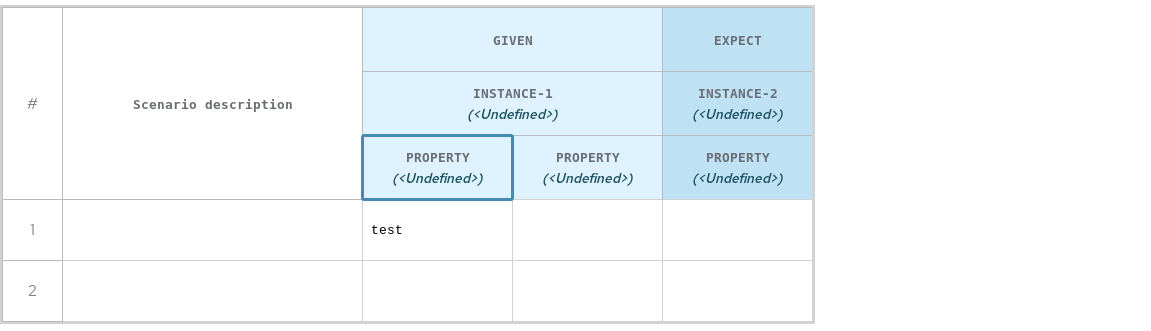 GIVEN
EXPECT
#
Scenario description
INSTANCE-1
(<Undefined>)
INSTANCE-2
(<Undefined>)
PROPERTY
(<Undefined>)
PROPERTY
(<Undefined>)
PROPERTY
(<Undefined>)
1
test
2